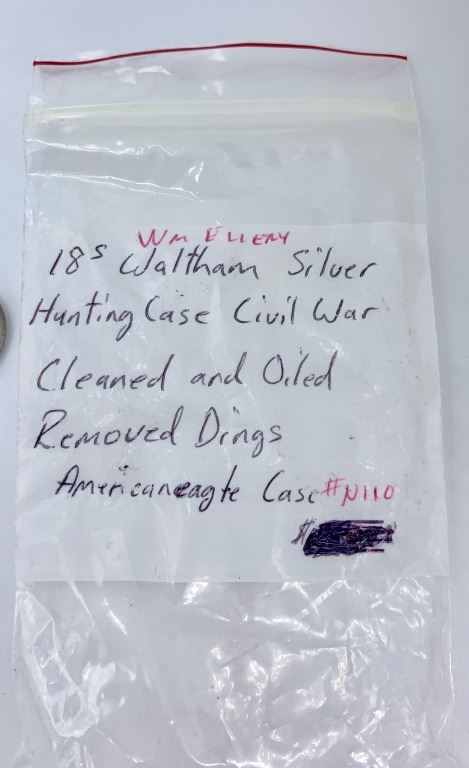 Wm Ellery
18s Waltham Silver
Hunting Case Civil War
Cleaned and Oiled
Removed Dings
Americaneagle Case #N110
$